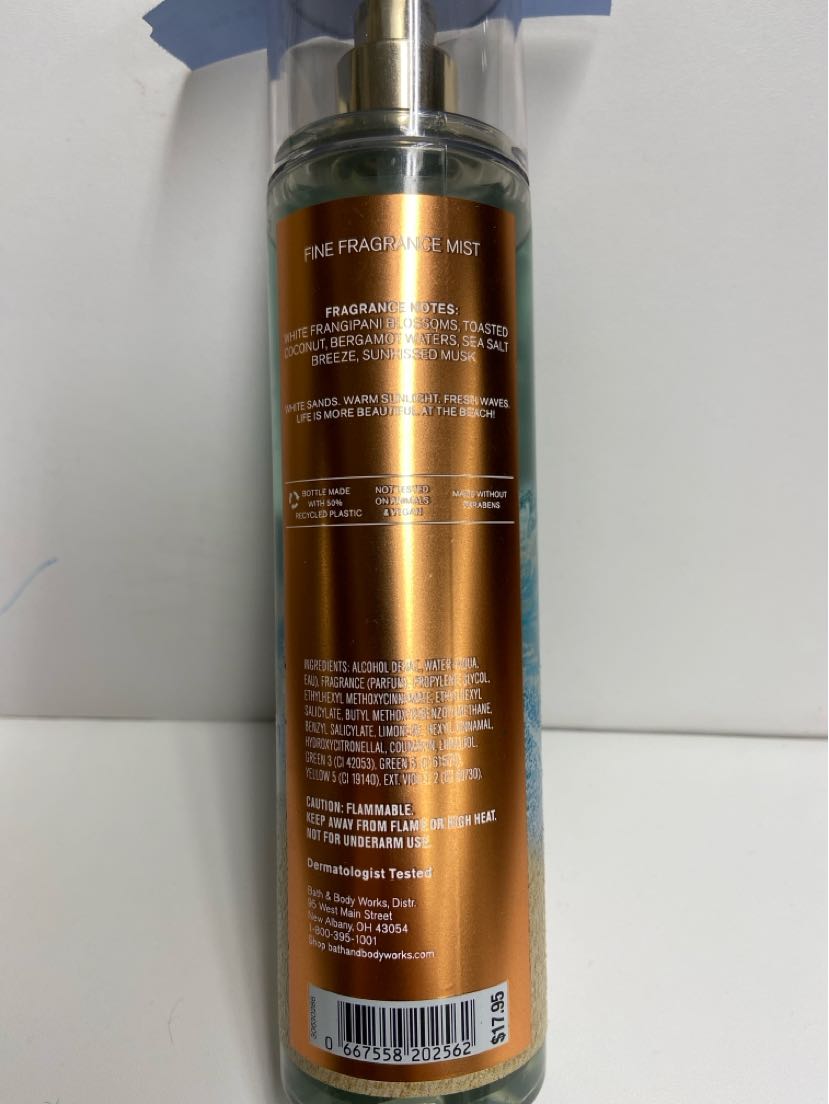 FINE FRAGRANCE MIST
FRAGRANCE NOTES:
WHITE FRANGIPANI BLOSSOMS, TOASTED
COCONUT, BERGAMOT WATERS, SEA SALT
BREEZE, SUNKISSED MUSK
WHITE SANDS. WARM SUNLIGHT. FRESH WAVES.
LIFE IS MORE BEAUTIFUL AT THE BEACH!
BOTTLE MADE
WITH 50%
RECYCLED PLASTIC
NOT TESTED
ON ANIMALS
& VEGAN
MADE WITHOUT
PARABENS
INGREDIENTS: ALCOHOL DENAT., WATER (AQUA,
EAU), FRAGRANCE (PARFUM), PROPYLENE GLYCOL,
ETHYLHEXYL METHOXYCINNAMATE, ETHYLHEXYL
SALICYLATE, BUTYL METHOXYDIBENZOYLMETHANE,
BENZYL SALICYLATE, LIMONENE, HEXYL CINNAMAL,
HYDROXYCITRONELLAL, COUMARIN, LINALOOL,
GREEN 3 (CI 42053), GREEN 5 (CI 61570),
YELLOW 5 (CI 19140), EXT. VIOLET 2 (CI 60730).
CAUTION: FLAMMABLE.
KEEP AWAY FROM FLAME OR HIGH HEAT.
NOT FOR UNDERARM USE.
Dermatologist Tested
Bath & Body Works, Distr.
95 West Main Street
New Albany, OH 43054
1-800-395-1001
Shop bathandbodyworks.com
$17.95
0 667558 202562